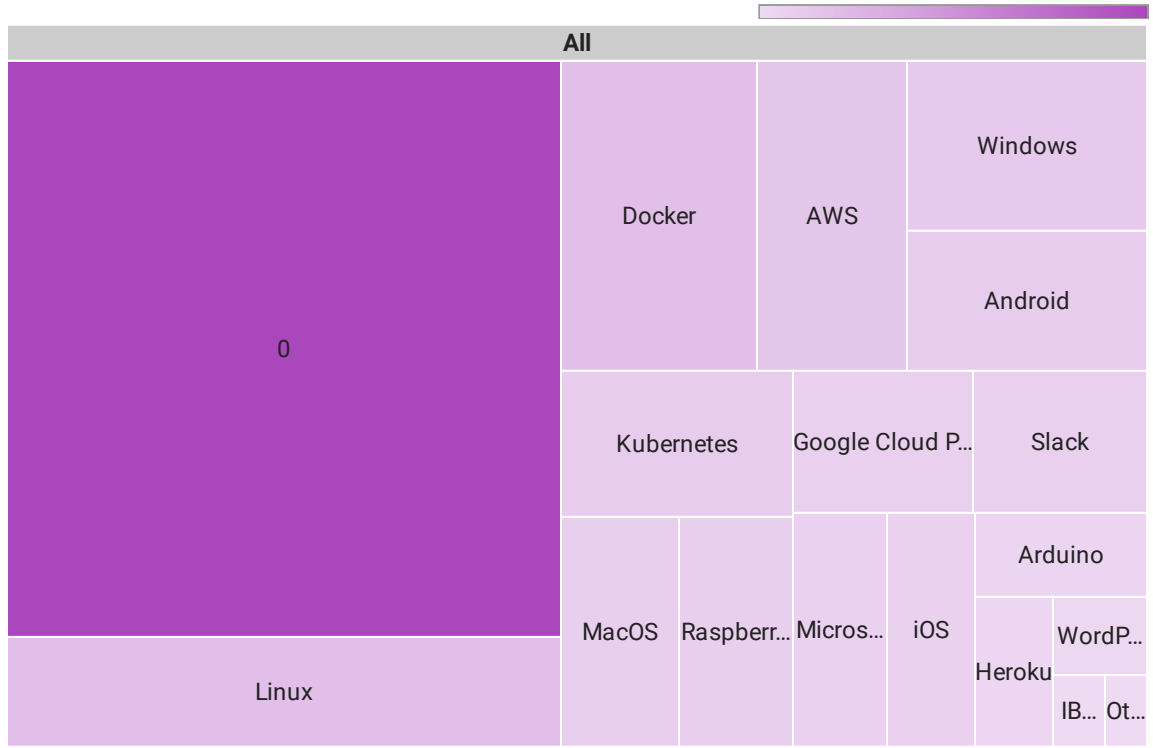 All
0
Docker
AWS
Windows
Android
Kubernetes
Google Cloud P...
Slack
Arduino
MacOS
Raspberr...
Micros...
iOS
WordP...
Heroku
Linux
IB...
Ot...